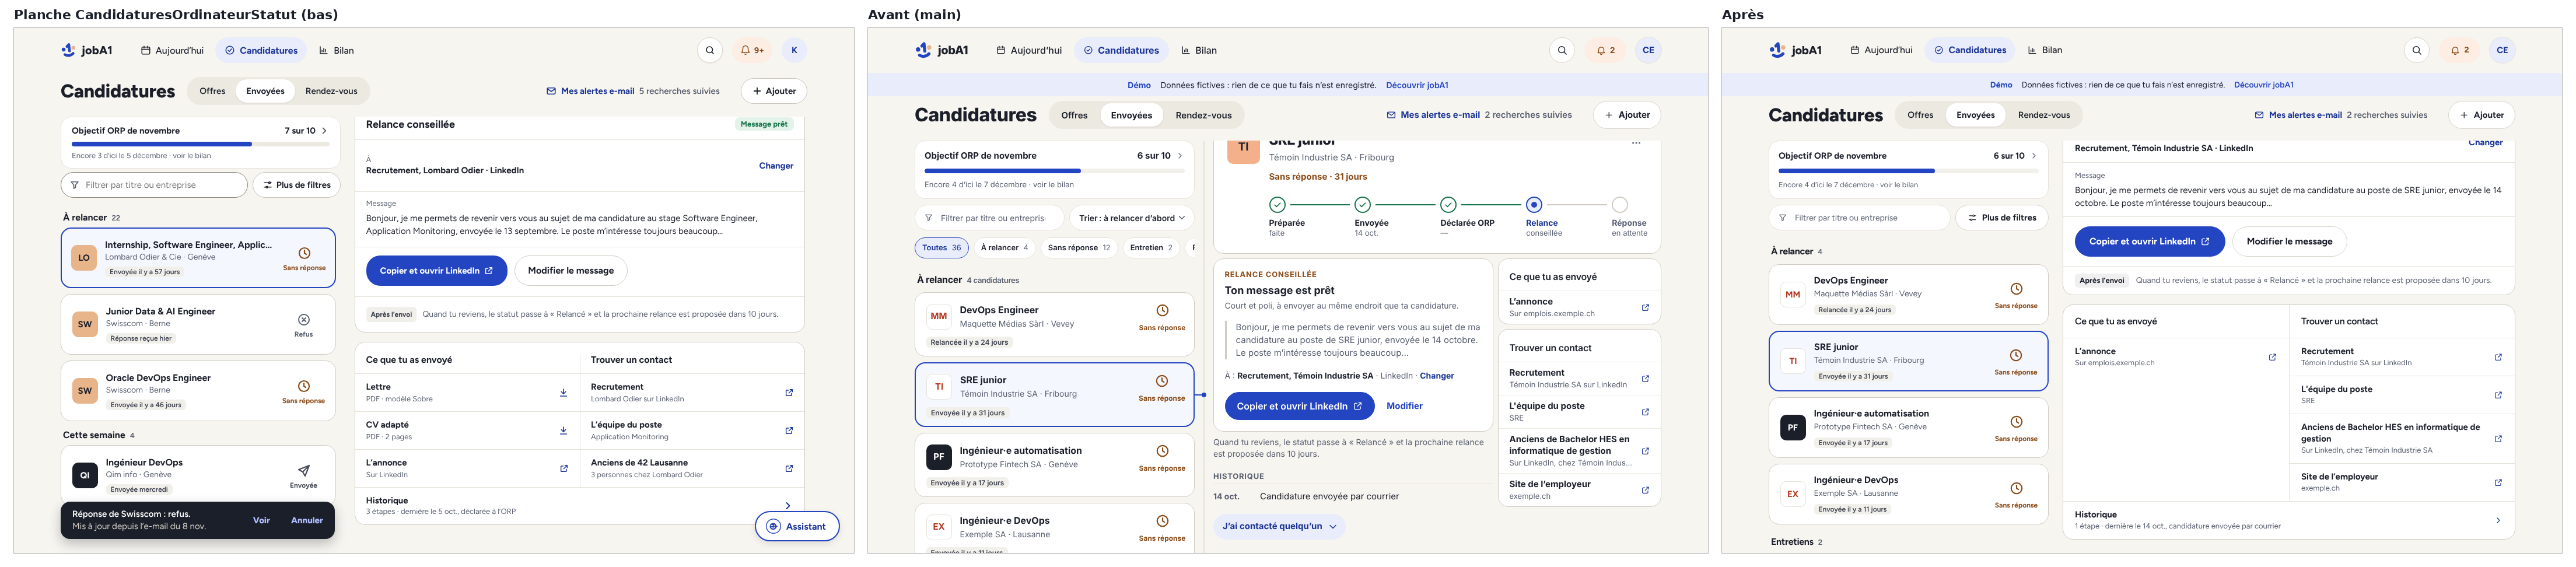 Planche CandidaturesOrdinateurStatut (bas)
jobA1
Aujourd'hui
Candidatures
Bilan
9+
K
Candidatures
Offres
Envoyées
Rendez-vous
Mes alertes e-mail 5 recherches suivies
Ajouter
Objectif ORP de novembre
7 sur 10
Encore 3 d'ici le 5 décembre · voir le bilan
Filtrer par titre ou entreprise
Plus de filtres
À relancer 22
LO
Internship, Software Engineer, Applic...
Lombard Odier & Cie · Genève
Envoyée il y a 57 jours
Sans réponse
SW
Junior Data & AI Engineer
Swisscom · Berne
Réponse reçue hier
Refus
SW
Oracle DevOps Engineer
Swisscom · Berne
Envoyée il y a 46 jours
Sans réponse
Cette semaine 4
QI
Ingénieur DevOps
Qim info · Genève
Envoyée mercredi
Envoyée
Réponse de Swisscom : refus.
Mis à jour depuis l'e-mail du 8 nov.
Voir
Annuler
Relance conseillée
Message prêt
À
Recrutement, Lombard Odier · LinkedIn
Changer
Message
Bonjour, je me permets de revenir vers vous au sujet de ma candidature au stage Software Engineer,
Application Monitoring, envoyée le 13 septembre. Le poste m'intéresse toujours beaucoup...
Copier et ouvrir LinkedIn
Modifier le message
Après l'envoi
Quand tu reviens, le statut passe à « Relancé » et la prochaine relance est proposée dans 10 jours.
Ce que tu as envoyé
Trouver un contact
Lettre
PDF · modèle Sobre
Recrutement
Lombard Odier sur LinkedIn
CV adapté
PDF · 2 pages
L'équipe du poste
Application Monitoring
L'annonce
Sur LinkedIn
Anciens de 42 Lausanne
3 personnes chez Lombard Odier
Historique
3 étapes · dernière le 5 oct., déclarée à l'ORP
Assistant
Avant (main)
jobA1
Aujourd'hui
Candidatures
Bilan
2
CE
Démo Données fictives : rien de ce que tu fais n'est enregistré. Découvrir jobA1
Candidatures
Offres
Envoyées
Rendez-vous
Mes alertes e-mail 2 recherches suivies
Ajouter
Objectif ORP de novembre
6 sur 10
Encore 4 d'ici le 7 décembre · voir le bilan
Filtrer par titre ou entrepris
Trier : à relancer d'abord
Toutes 36
À relancer 4
Sans réponse 12
Entretien 2
À relancer 4 candidatures
MM
DevOps Engineer
Maquette Médias Sàrl · Vevey
Relancée il y a 24 jours
Sans réponse
TI
SRE junior
Témoin Industrie SA · Fribourg
Envoyée il y a 31 jours
Sans réponse
PF
Ingénieur·e automatisation
Prototype Fintech SA · Genève
Envoyée il y a 17 jours
Sans réponse
EX
Ingénieur·e DevOps
Exemple SA · Lausanne
Envoyée il y a 11 jours
Sans réponse
TI
SRE junior
Témoin Industrie SA · Fribourg
Sans réponse · 31 jours
Préparée
faite
Envoyée
14 oct.
Déclarée ORP
—
Relance
conseillée
Réponse
en attente
RELANCE CONSEILLÉE
Ton message est prêt
Court et poli, à envoyer au même endroit que ta candidature.
Bonjour, je me permets de revenir vers vous au sujet de ma
candidature au poste de SRE junior, envoyée le 14 octobre.
Le poste m'intéresse toujours beaucoup...
À : Recrutement, Témoin Industrie SA · LinkedIn · Changer
Copier et ouvrir LinkedIn
Modifier
Quand tu reviens, le statut passe à « Relancé » et la prochaine relance
est proposée dans 10 jours.
HISTORIQUE
14 oct. Candidature envoyée par courrier
J'ai contacté quelqu'un
Ce que tu as envoyé
L'annonce
Sur emplois.exemple.ch
Trouver un contact
Recrutement
Témoin Industrie SA sur LinkedIn
L'équipe du poste
SRE
Anciens de Bachelor HES en
informatique de gestion
Sur LinkedIn, chez Témoin Indus...
Site de l'employeur
exemple.ch
Après
jobA1
Aujourd'hui
Candidatures
Bilan
2
CE
Démo Données fictives : rien de ce que tu fais n'est enregistré. Découvrir jobA1
Candidatures
Offres
Envoyées
Rendez-vous
Mes alertes e-mail 2 recherches suivies
Ajouter
Objectif ORP de novembre
6 sur 10
Encore 4 d'ici le 7 décembre · voir le bilan
Filtrer par titre ou entreprise
Plus de filtres
À relancer 4
MM
DevOps Engineer
Maquette Médias Sàrl · Vevey
Relancée il y a 24 jours
Sans réponse
TI
SRE junior
Témoin Industrie SA · Fribourg
Envoyée il y a 31 jours
Sans réponse
PF
Ingénieur·e automatisation
Prototype Fintech SA · Genève
Envoyée il y a 17 jours
Sans réponse
EX
Ingénieur·e DevOps
Exemple SA · Lausanne
Envoyée il y a 11 jours
Sans réponse
Entretiens 2
Recrutement, Témoin Industrie SA · LinkedIn
Changer
Message
Bonjour, je me permets de revenir vers vous au sujet de ma candidature au poste de SRE junior, envoyée le 14
octobre. Le poste m'intéresse toujours beaucoup...
Copier et ouvrir LinkedIn
Modifier le message
Après l'envoi
Quand tu reviens, le statut passe à « Relancé » et la prochaine relance est proposée dans 10 jours.
Ce que tu as envoyé
Trouver un contact
L'annonce
Sur emplois.exemple.ch
Recrutement
Témoin Industrie SA sur LinkedIn
L'équipe du poste
SRE
Anciens de Bachelor HES en informatique de
gestion
Sur LinkedIn, chez Témoin Industrie SA
Site de l'employeur
exemple.ch
Historique
1 étape · dernière le 14 oct., candidature envoyée par courrier